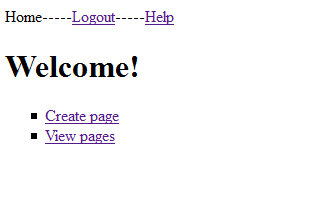 Home-----Logout-----Help
Welcome!
Create page
View pages